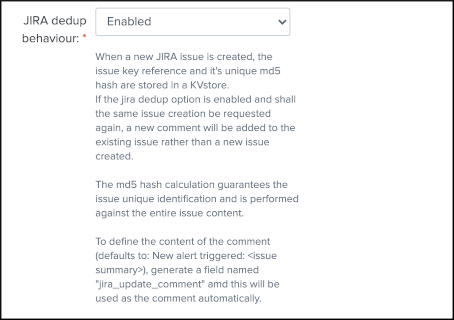 JIRA dedup
behaviour: *
Enabled
When a new JIRA issue is created, the
issue key reference and it's unique md5
hash are stored in a KVstore.
If the jira dedup option is enabled and shall
the same issue creation be requested
again, a new comment will be added to the
existing issue rather than a new issue
created.
The md5 hash calculation guarantees the
issue unique identification and is performed
against the entire issue content.
To define the content of the comment
(defaults to: New alert triggered: <issue
summary>), generate a field named
"jira_update_comment" amd this will be
used as the comment automatically.